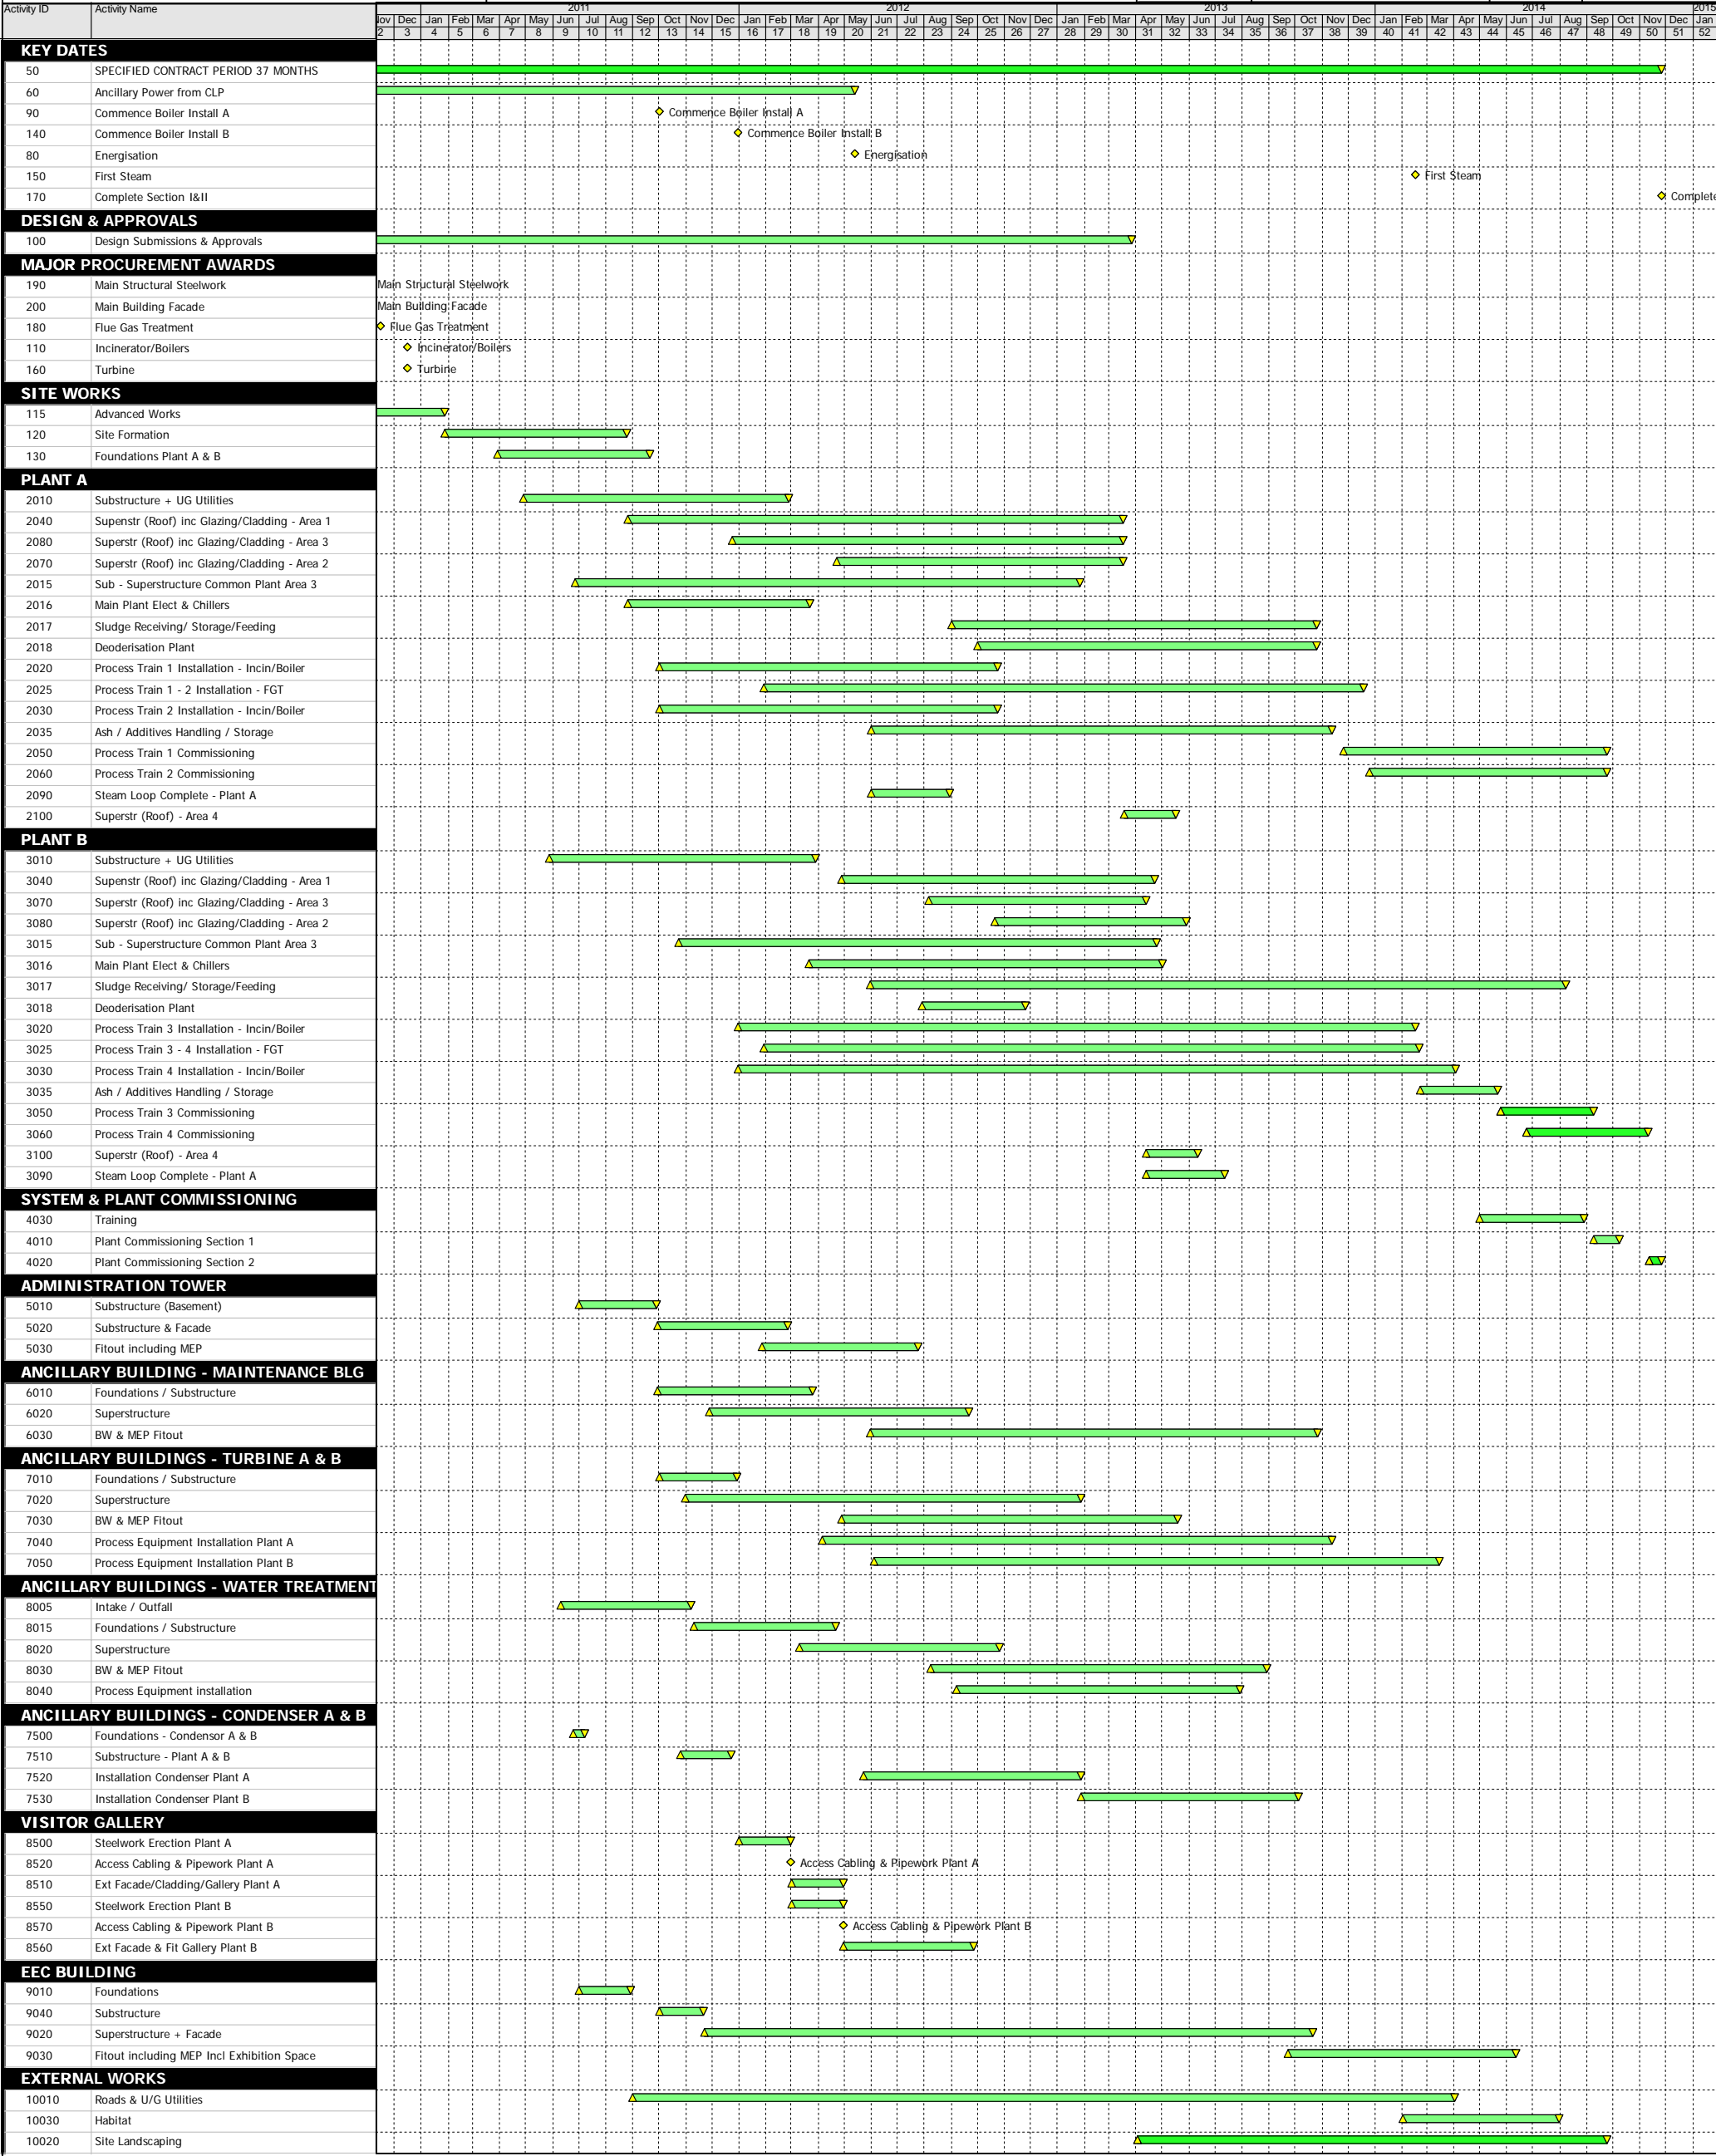 Activity ID Activity Name 2011 2012 2013 2014 2015
Nov Dec Jan Feb Mar Apr May Jun Jul Aug Sep Oct Nov Dec Jan Feb Mar Apr May Jun Jul Aug Sep Oct Nov Dec Jan Feb Mar Apr May Jun Jul Aug Sep Oct Nov Dec Jan Feb Mar Apr May Jun Jul Aug Sep Oct Nov Dec Jan
2 3 4 5 6 7 8 9 10 11 12 13 14 15 16 17 18 19 20 21 22 23 24 25 26 27 28 29 30 31 32 33 34 35 36 37 38 39 40 41 42 43 44 45 46 47 48 49 50 51 52
KEY DATES
50 SPECIFIED CONTRACT PERIOD 37 MONTHS
60 Ancillary Power from CLP
90 Commence Boiler Install A Commence Boiler Install A
140 Commence Boiler Install B Commence Boiler Install B
80 Energisation Energisation
150 First Steam First Steam
170 Complete Section I&II Complete
DESIGN & APPROVALS
100 Design Submissions & Approvals
MAJOR PROCUREMENT AWARDS
190 Main Structural Steelwork Main Structural Steelwork
200 Main Building Facade Main Building Facade
180 Flue Gas Treatment Flue Gas Treatment
110 Incinerator/Boilers Incinerator/Boilers
160 Turbine Turbine
SITE WORKS
115 Advanced Works
120 Site Formation
130 Foundations Plant A & B
PLANT A
2010 Substructure + UG Utilities
2040 Supenstr (Roof) inc Glazing/Cladding - Area 1
2080 Superstr (Roof) inc Glazing/Cladding - Area 3
2070 Superstr (Roof) inc Glazing/Cladding - Area 2
2015 Sub - Superstructure Common Plant Area 3
2016 Main Plant Elect & Chillers
2017 Sludge Receiving/ Storage/Feeding
2018 Deoderisation Plant
2020 Process Train 1 Installation - Incin/Boiler
2025 Process Train 1 - 2 Installation - FGT
2030 Process Train 2 Installation - Incin/Boiler
2035 Ash / Additives Handling / Storage
2050 Process Train 1 Commissioning
2060 Process Train 2 Commissioning
2090 Steam Loop Complete - Plant A
2100 Superstr (Roof) - Area 4
PLANT B
3010 Substructure + UG Utilities
3040 Supenstr (Roof) inc Glazing/Cladding - Area 1
3070 Superstr (Roof) inc Glazing/Cladding - Area 3
3080 Superstr (Roof) inc Glazing/Cladding - Area 2
3015 Sub - Superstructure Common Plant Area 3
3016 Main Plant Elect & Chillers
3017 Sludge Receiving/ Storage/Feeding
3018 Deoderisation Plant
3020 Process Train 3 Installation - Incin/Boiler
3025 Process Train 3 - 4 Installation - FGT
3030 Process Train 4 Installation - Incin/Boiler
3035 Ash / Additives Handling / Storage
3050 Process Train 3 Commissioning
3060 Process Train 4 Commissioning
3100 Superstr (Roof) - Area 4
3090 Steam Loop Complete - Plant A
SYSTEM & PLANT COMMISSIONING
4030 Training
4010 Plant Commissioning Section 1
4020 Plant Commissioning Section 2
ADMINISTRATION TOWER
5010 Substructure (Basement)
5020 Substructure & Facade
5030 Fitout including MEP
ANCILLARY BUILDING - MAINTENANCE BLG
6010 Foundations / Substructure
6020 Superstructure
6030 BW & MEP Fitout
ANCILLARY BUILDINGS - TURBINE A & B
7010 Foundations / Substructure
7020 Superstructure
7030 BW & MEP Fitout
7040 Process Equipment Installation Plant A
7050 Process Equipment Installation Plant B
ANCILLARY BUILDINGS - WATER TREATMENT
8005 Intake / Outfall
8015 Foundations / Substructure
8020 Superstructure
8030 BW & MEP Fitout
8040 Process Equipment installation
ANCILLARY BUILDINGS - CONDENSER A & B
7500 Foundations - Condensor A & B
7510 Substructure - Plant A & B
7520 Installation Condenser Plant A
7530 Installation Condenser Plant B
VISITOR GALLERY
8500 Steelwork Erection Plant A
8520 Access Cabling & Pipework Plant A Access Cabling & Pipework Plant A
8510 Ext Facade/Cladding/Gallery Plant A
8550 Steelwork Erection Plant B
8570 Access Cabling & Pipework Plant B Access Cabling & Pipework Plant B
8560 Ext Facade & Fit Gallery Plant B
EEC BUILDING
9010 Foundations
9040 Substructure
9020 Superstructure + Facade
9030 Fitout including MEP Incl Exhibition Space
EXTERNAL WORKS
10010 Roads & U/G Utilities
10030 Habitat
10020 Site Landscaping